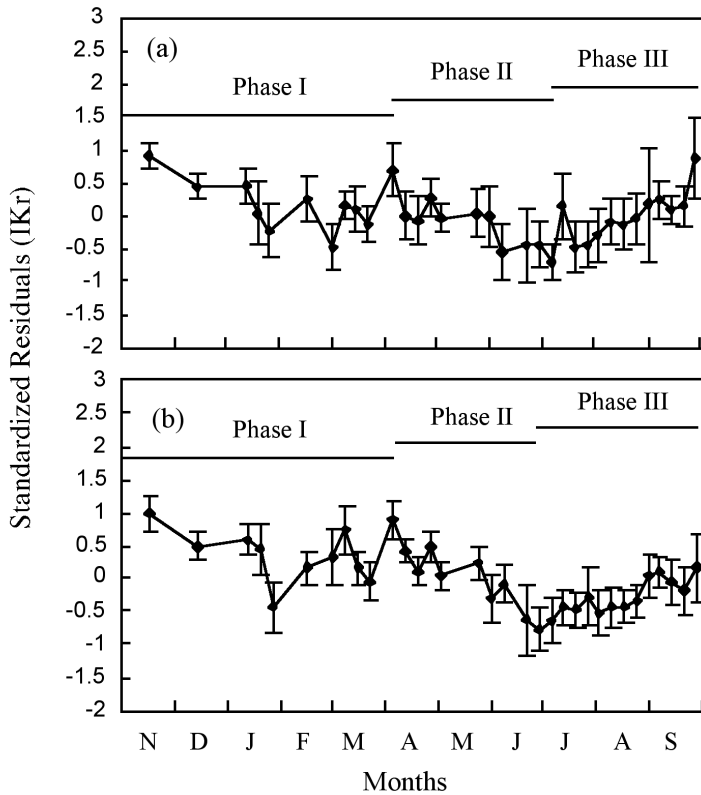 Standardized Residuals (IKr)
3
2.5
2
1.5
1
0.5
0
-0.5
-1
-1.5
-2
(a)
Phase I
Phase II
Phase III
3
2.5
2
1.5
1
0.5
0
-0.5
-1
-1.5
-2
(b)
Phase I
Phase II
Phase III
N D J F M A M J J A S
Months